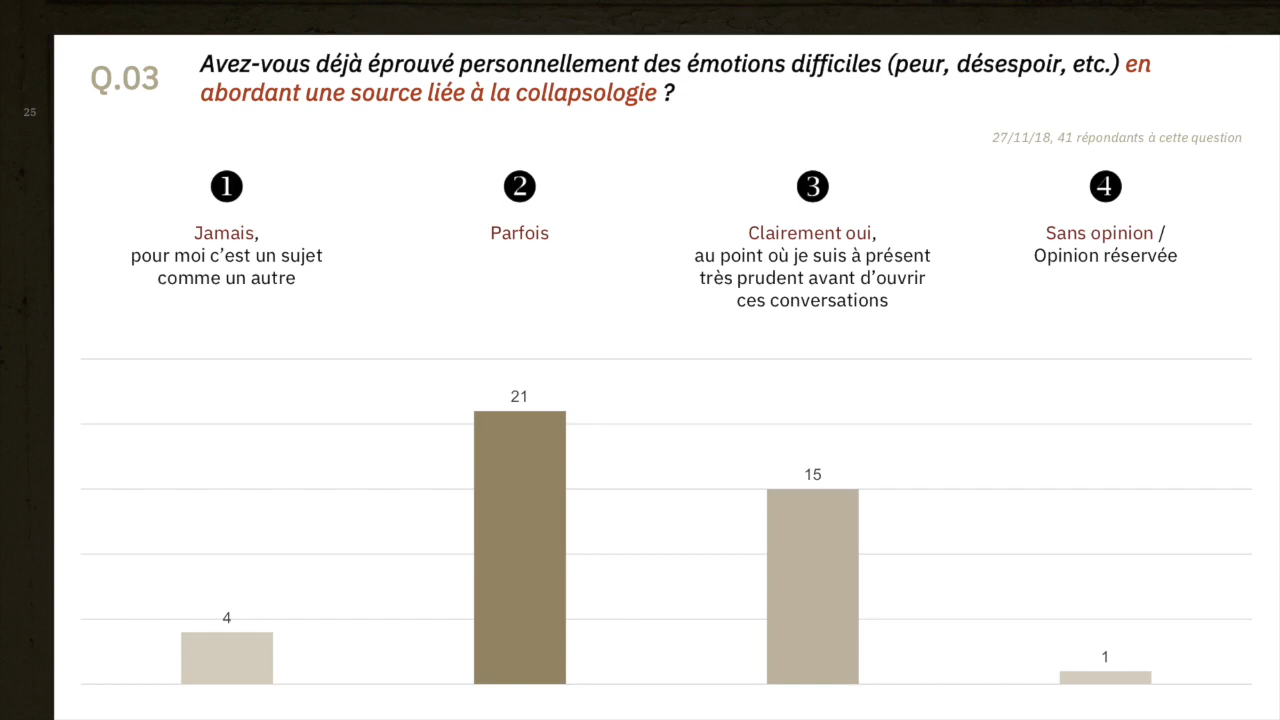 Q.03
Avez-vous déjà éprouvé personnellement des émotions difficiles (peur, désespoir, etc.) en
abordant une source liée à la collapsologie ?
25
27/11/18, 41 répondants à cette question
❶
Jamais,
pour moi c’est un sujet
comme un autre
❷
Parfois
❸
Clairement oui,
au point où je suis à présent
très prudent avant d’ouvrir
ces conversations
❹
Sans opinion /
Opinion réservée
4
21
15
1